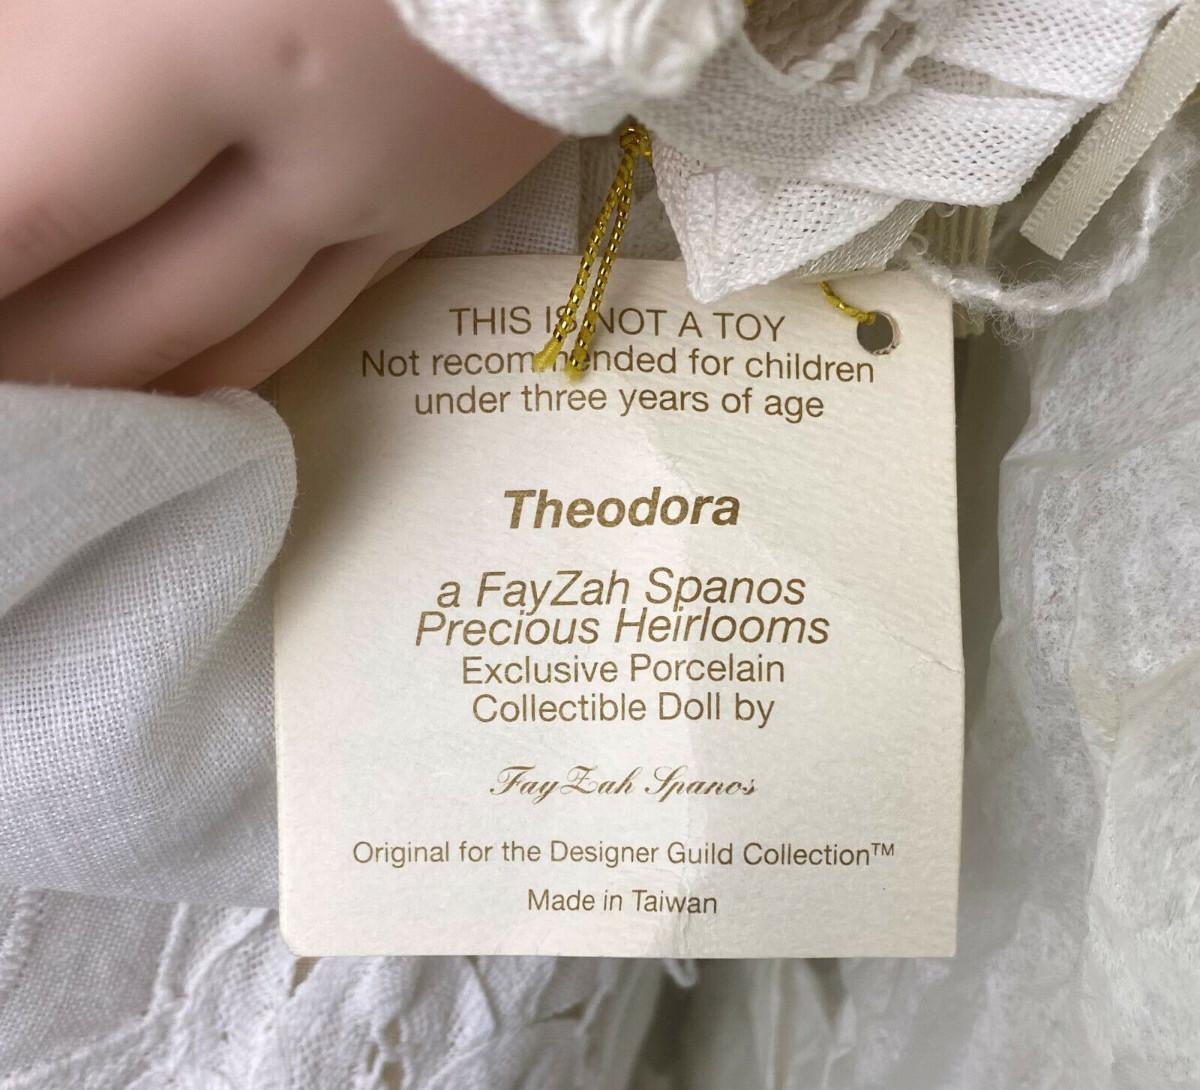 THIS IS NOT A TOY
Not recommended for children
under three years of age
Theodora
a FayZah Spanos
Precious Heirlooms
Exclusive Porcelain
Collectible Doll by
FayZah Spanos
Original for the Designer Guild Collection™
Made in Taiwan